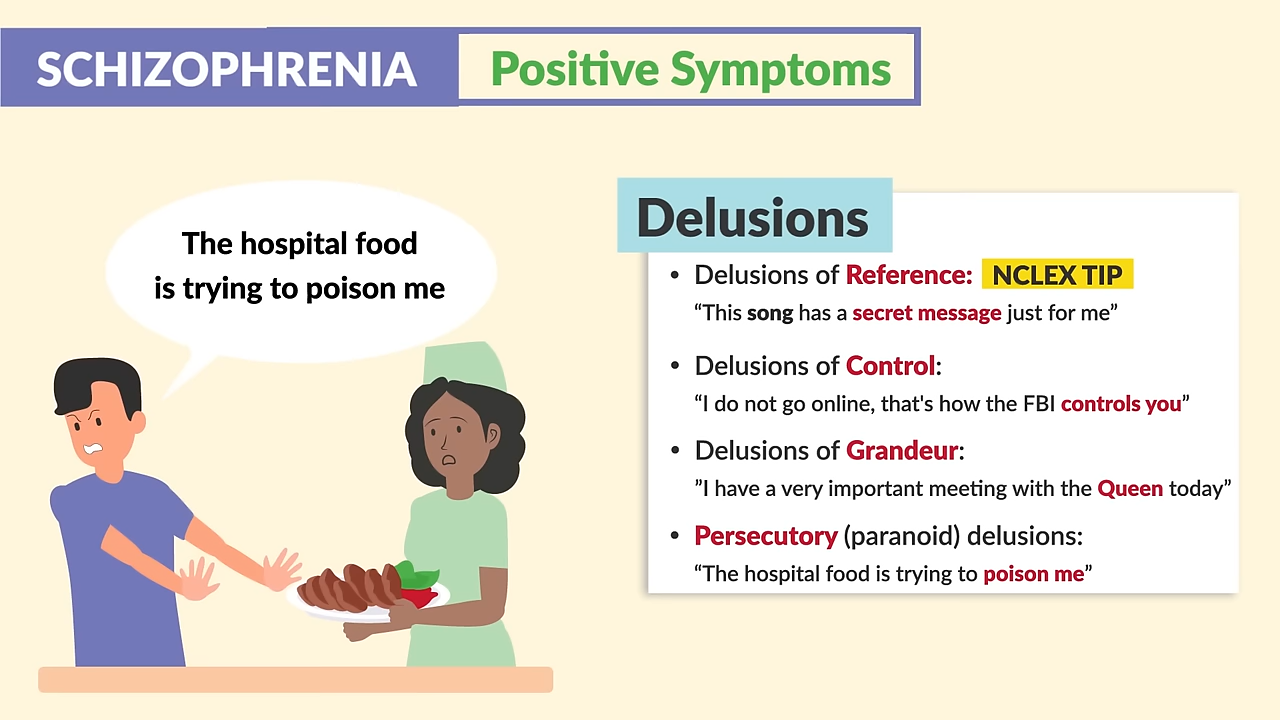 SCHIZOPHRENIA
Positive Symptoms
The hospital food
is trying to poison me
Delusions
• Delusions of Reference: NCLEX TIP
“This song has a secret message just for me”
• Delusions of Control:
“I do not go online, that's how the FBI controls you”
• Delusions of Grandeur:
”I have a very important meeting with the Queen today”
• Persecutory (paranoid) delusions:
“The hospital food is trying to poison me”